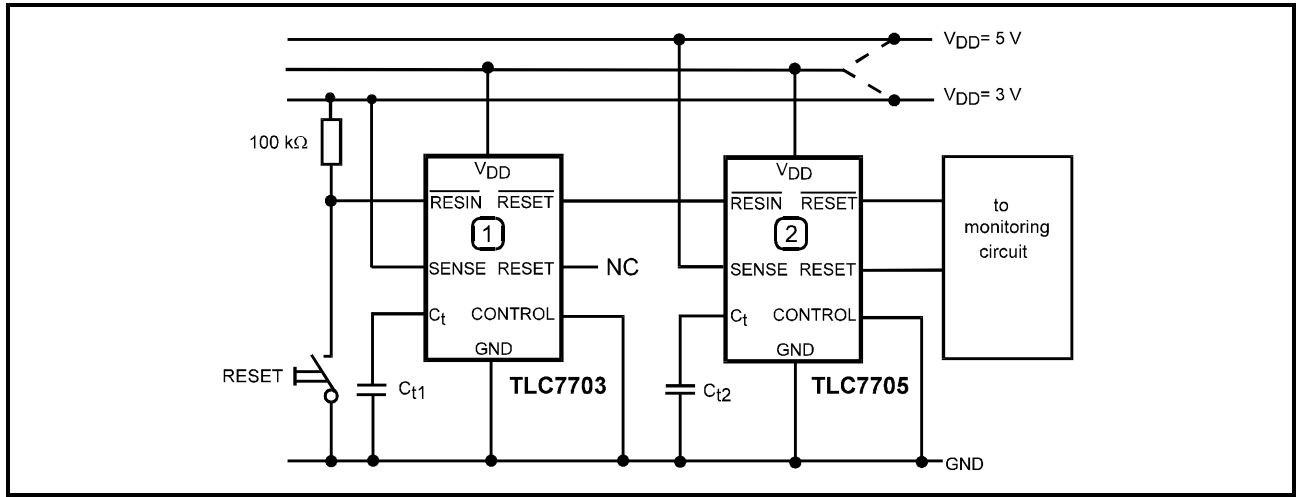 VDD= 5 V
VDD= 3 V
100 kΩ
VDD
RESIN RESET
1
SENSE RESET
NC
Ct CONTROL
GND
TLC7703
VDD
RESIN RESET
2
SENSE RESET
Ct CONTROL
GND
TLC7705
to
monitoring
circuit
RESET
Ct1
Ct2
GND